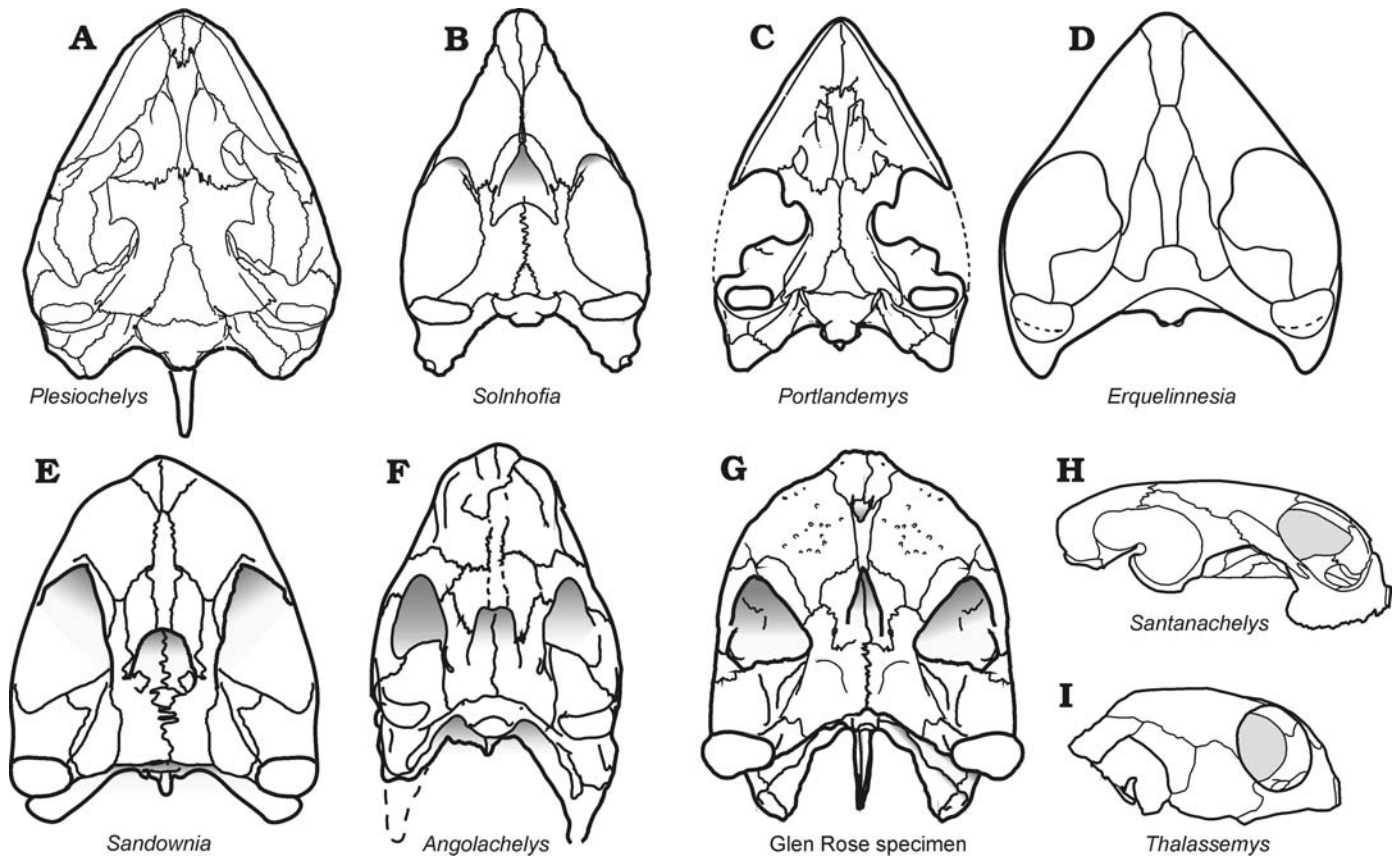 A
B
C
D
Plesiochelys
Solnhofia
Portlandemys
Erquelinnesia
E
F
G
H
Santanachelys
I
Sandownia
Angolachelys
Glen Rose specimen
Thalassemys